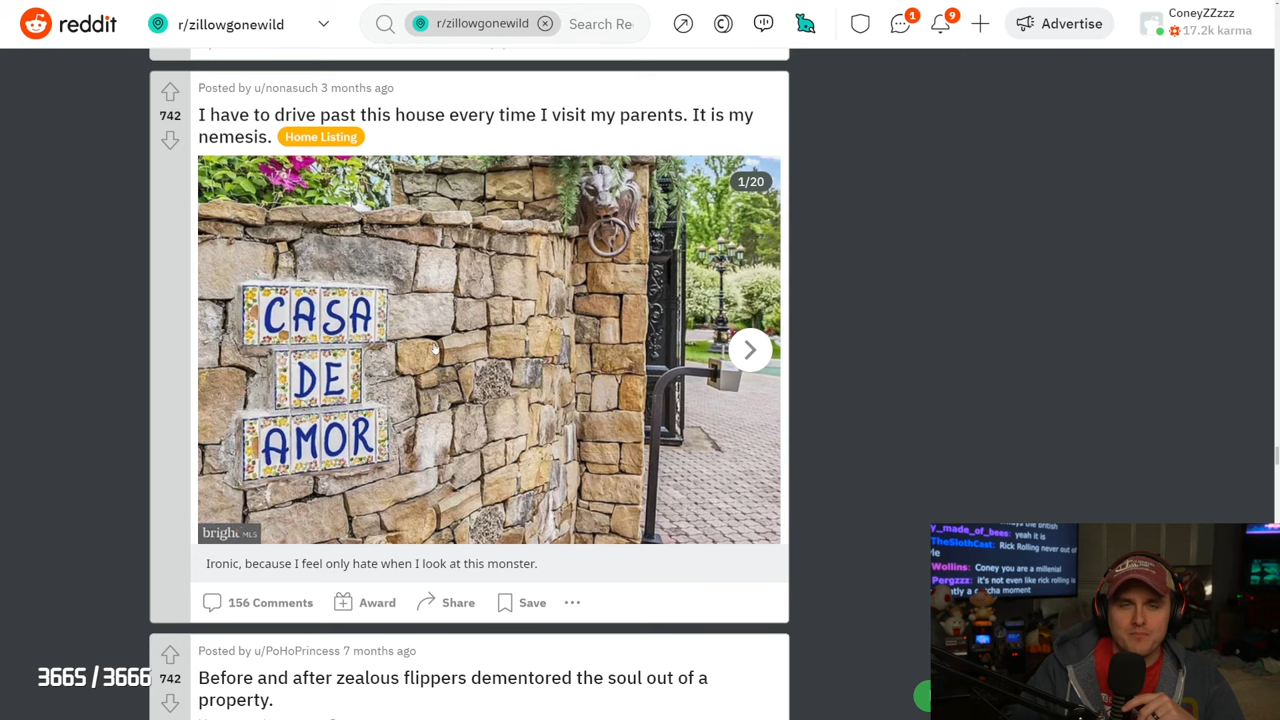 reddit
r/zillowgonewild
r/zillowgonewild
Search Re
1
9
Advertise
ConeyZZzzz
17.2k karma
Posted by u/nonasuch 3 months ago
742
I have to drive past this house every time I visit my parents. It is my
nemesis. Home Listing
1/20
CASA
DE
AMOR
bright MLS
Ironic, because I feel only hate when I look at this monster.
156 Comments
Award
Share
Save
Posted by u/PoHoPrincess 7 months ago
742
Before and after zealous flippers dementored the soul out of a
property.
3665 / 3666
y_made_of_bees:
yeah it is
TheSlothCast: Rick Rolling never out of
Wollins: Coney you are a millenial
Pergzzz: it's not even like rick rolling is